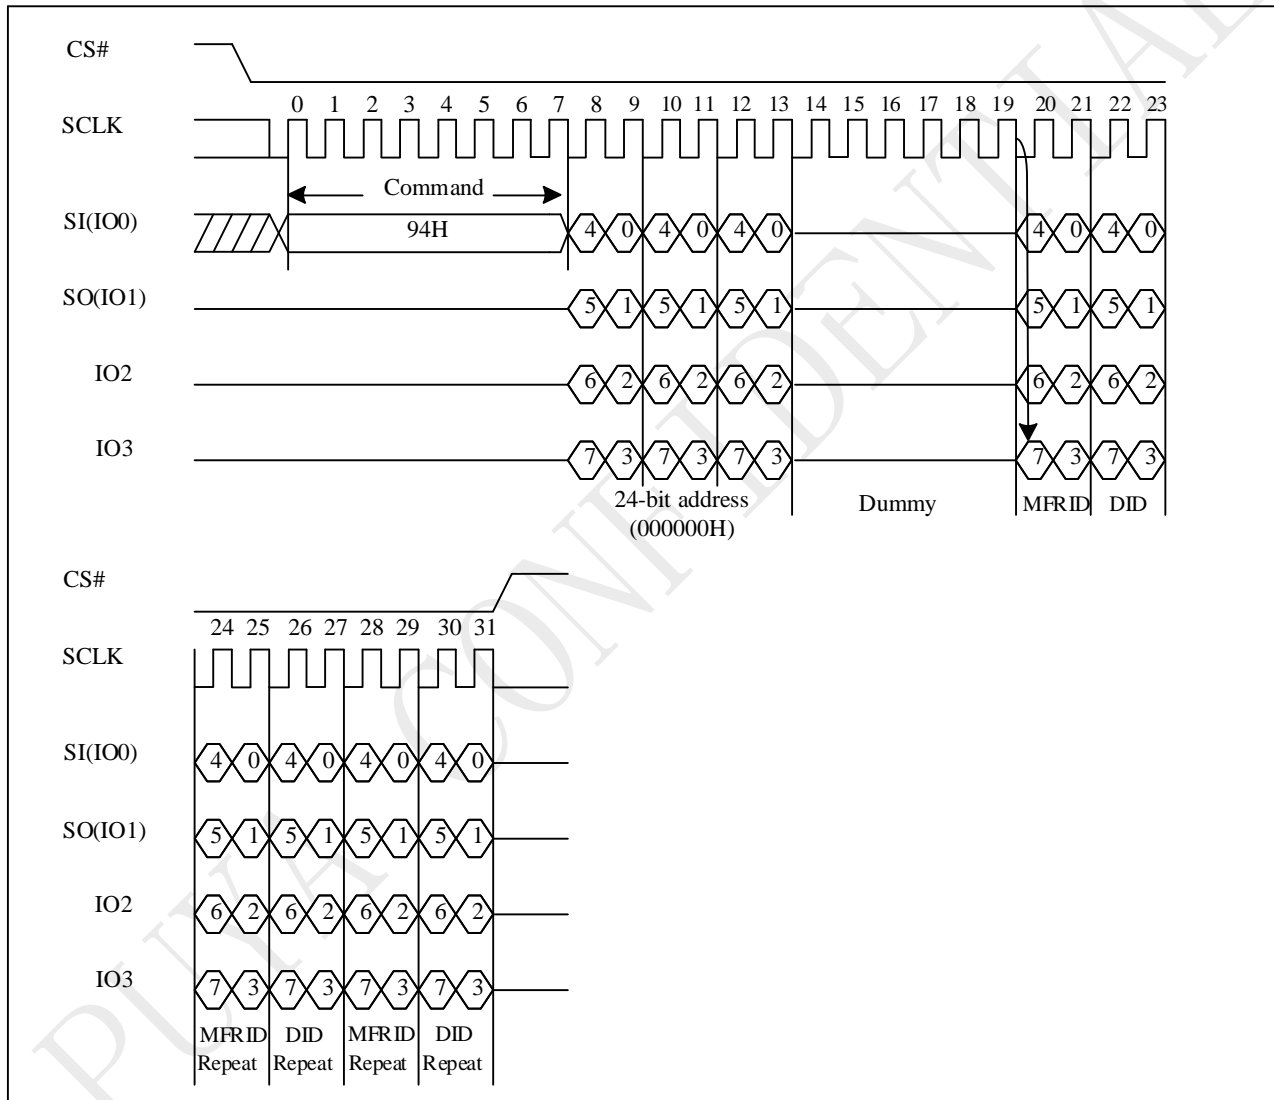 CS#
0 1 2 3 4 5 6 7 8 9 10 11 12 13 14 15 16 17 18 19 20 21 22 23
SCLK
Command
SI(IO0) 94H 4 0 4 0 4 0 4 0 4 0
SO(IO1) 5 1 5 1 5 1 5 1 5 1
IO2 6 2 6 2 6 2 6 2 6 2
IO3 7 3 7 3 7 3 7 3 7 3
24-bit address Dummy MFRID DID
(000000H)
CS#
24 25 26 27 28 29 30 31
SCLK
SI(IO0) 4 0 4 0 4 0 4 0
SO(IO1) 5 1 5 1 5 1 5 1
IO2 6 2 6 2 6 2 6 2
IO3 7 3 7 3 7 3 7 3
MFRID DID MFRID DID
Repeat Repeat Repeat Repeat
PUYA CONFIDENTIAL